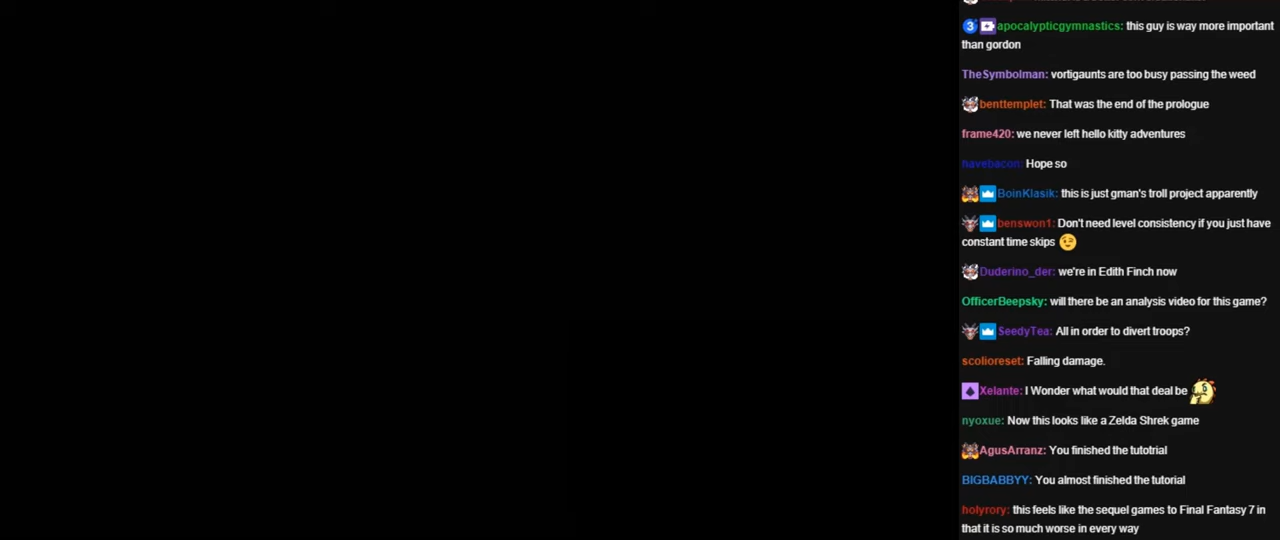 apocalypticgymnastics: this guy is way more important
than gordon
TheSymbolman: vortigaunts are too busy passing the weed
benttemplet: That was the end of the prologue
frame420: we never left hello kitty adventures
havebacon: Hope so
BoinKlasik: this is just gman's troll project apparently
benswon1: Don't need level consistency if you just have
constant time skips
Duderino_der: we're in Edith Finch now
OfficerBeepsky: will there be an analysis video for this game?
SeedyTea: All in order to divert troops?
scolioreset: Falling damage.
Xelante: I Wonder what would that deal be
nyoxue: Now this looks like a Zelda Shrek game
AgusArranz: You finished the tutotrial
BIGBABBYY: You almost finished the tutorial
holyrory: this feels like the sequel games to Final Fantasy 7 in
that it is so much worse in every way